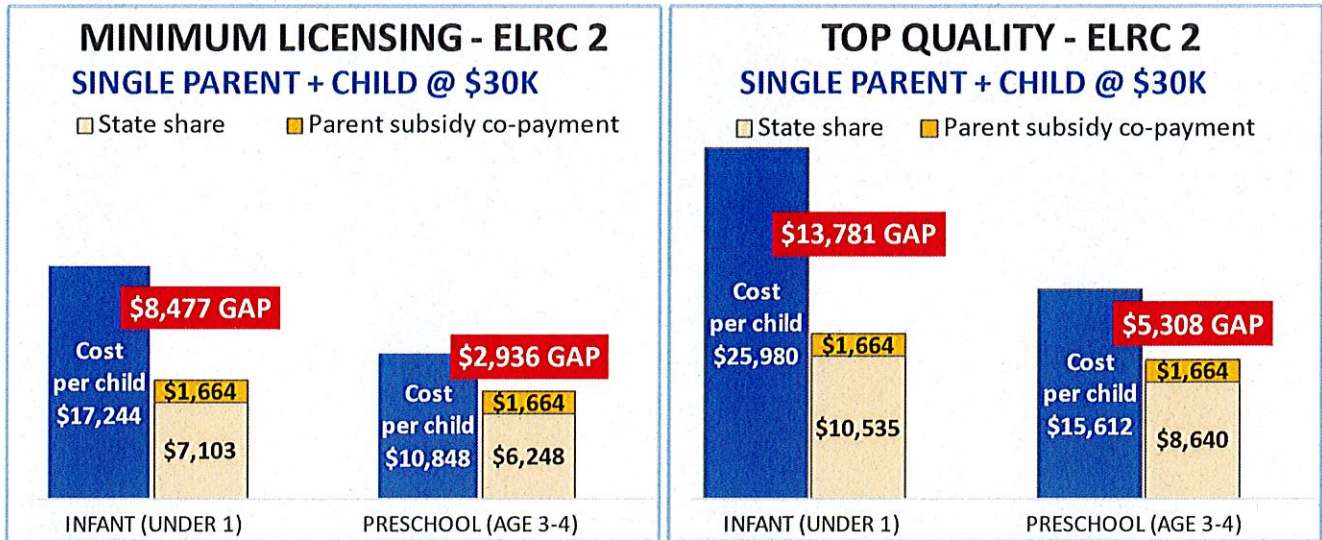 MINIMUM LICENSING - ELRC 2
SINGLE PARENT + CHILD @ $30K
State share
Parent subsidy co-payment
$8,477 GAP
Cost
per child
$17,244
$1,664
$7,103
$2,936 GAP
Cost
per child
$10,848
$1,664
$6,248
INFANT (UNDER 1)
PRESCHOOL (AGE 3-4)
TOP QUALITY - ELRC 2
SINGLE PARENT + CHILD @ $30K
State share
Parent subsidy co-payment
$13,781 GAP
Cost
per child
$25,980
$1,664
$10,535
$5,308 GAP
Cost
per child
$15,612
$1,664
$8,640
INFANT (UNDER 1)
PRESCHOOL (AGE 3-4)